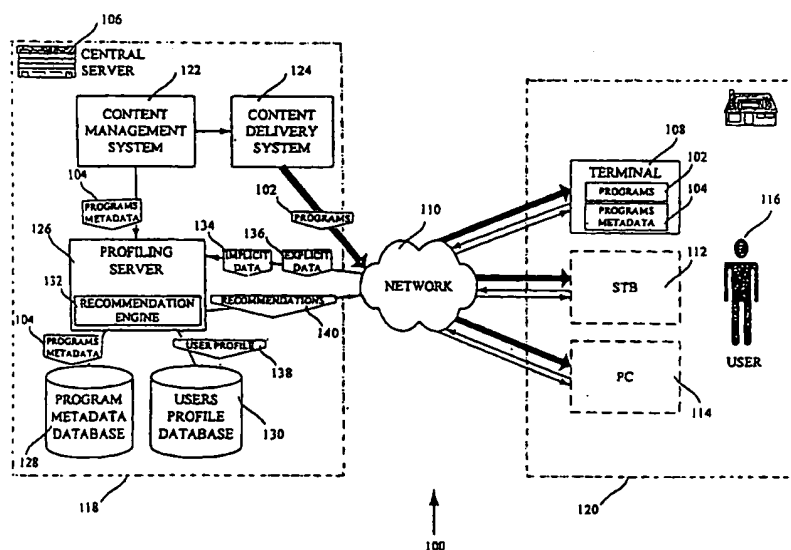 106
CENTRAL
SERVER
122
124
CONTENT
MANAGEMENT
SYSTEM
CONTENT
DELIVERY
SYSTEM
104
PROGRAMS
METADATA
102
PROGRAMS
126
PROFILING
SERVER
132
RECOMMENDATION
ENGINE
134
136
IMPLICIT
DATA
EXPLICIT
DATA
RECOMMENDATIONS
140
104
PROGRAMS
METADATA
USER PROFILE
138
PROGRAM
METADATA
DATABASE
128
USERS
PROFILE
DATABASE
130
118
110
NETWORK
108
TERMINAL
102
PROGRAMS
104
PROGRAMS
METADATA
112
STB
PC
114
116
USER
120
100